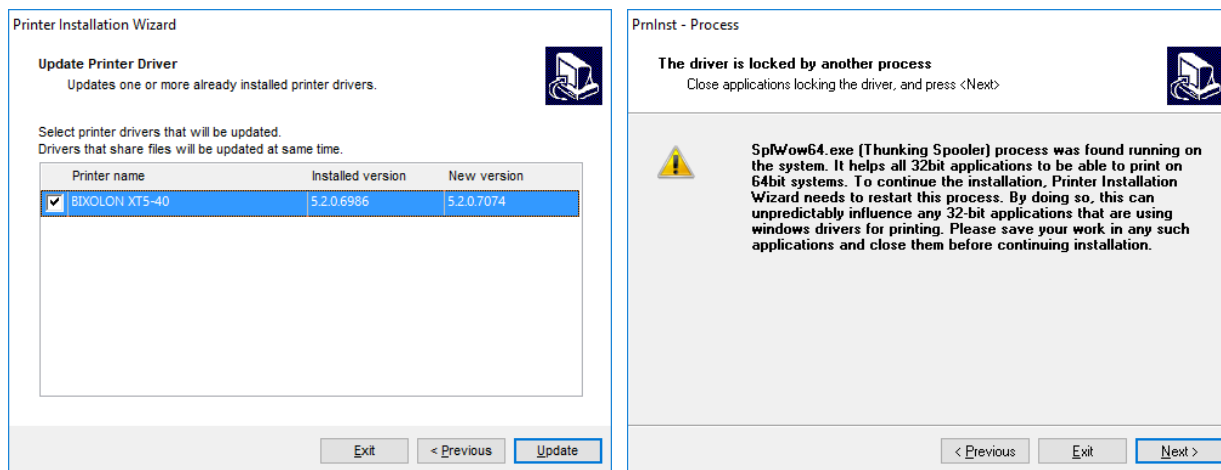 Printer Installation Wizard
Update Printer Driver
Updates one or more already installed printer drivers.
Select printer drivers that will be updated.
Drivers that share files will be updated at same time.
Printer name Installed version New version
BIXOLON XT5-40 5.2.0.6986 5.2.0.7074
Exit < Previous Update
PrnInst - Process
The driver is locked by another process
Close applications locking the driver, and press <Next>
SplWow64.exe (Thunking Spooler) process was found running on
the system. It helps all 32bit applications to be able to print on
64bit systems. To continue the installation, Printer Installation
Wizard needs to restart this process. By doing so, this can
unpredictably influence any 32-bit applications that are using
windows drivers for printing. Please save your work in any such
applications and close them before continuing installation.
< Previous Exit Next >